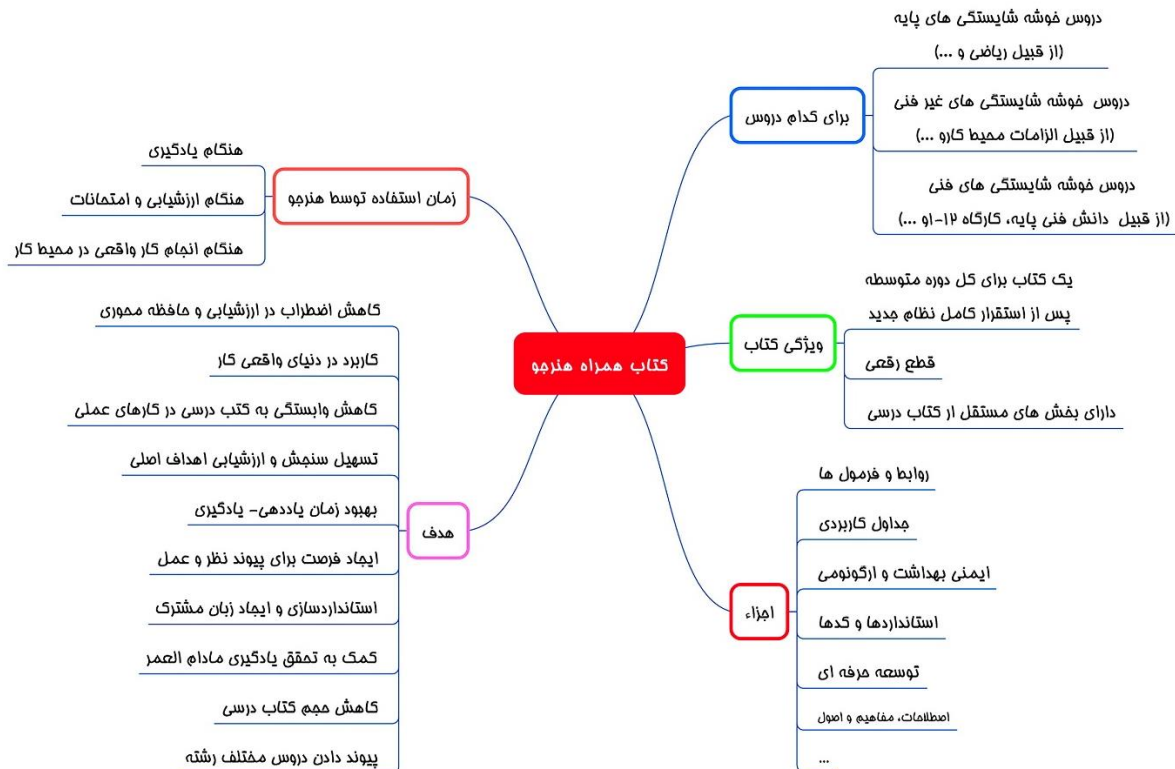 کتاب همراه هنرجو
برای کدام دروس
دروس خوشه شایستگی های پایه
(از قبیل ریاضی و ...)
دروس خوشه شایستگی های غیر فنی
(از قبیل الزامات محیط کارو ...)
دروس خوشه شایستگی های فنی
(از قبیل دانش فنی پایه، کارگاه ۱۲-۱و ...)
ویژگی کتاب
یک کتاب برای کل دوره متوسطه
پس از استقرار کامل نظام جدید
قطع رقعی
دارای بخش های مستقل از کتاب درسی
اجزاء
روابط و فرمول ها
جداول کاربردی
ایمنی بهداشت و ارگونومی
استانداردها و کدها
توسعه حرفه ای
اصطلاحات، مفاهیم و اصول
...
زمان استفاده توسط هنرجو
هنگام یادگیری
هنگام ارزشیابی و امتحانات
هنگام انجام کار واقعی در محیط کار
هدف
کاهش اضطراب در ارزشیابی و حافظه محوری
کاربرد در دنیای واقعی کار
کاهش وابستگی به کتب درسی در کارهای عملی
تسهیل سنجش و ارزشیابی اهداف اصلی
بهبود زمان یاددهی- یادگیری
ایجاد فرصت برای پیوند نظر و عمل
استانداردسازی و ایجاد زبان مشترک
کمک به تحقق یادگیری مادام العمر
کاهش حجم کتاب درسی
پیوند دادن دروس مختلف رشته